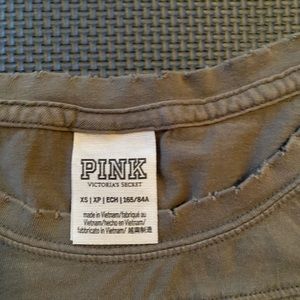 PINK
VICTORIA'S SECRET
XS | XP | ECH | 165/84A
made in Vietnam/fabriqué au
Vietnam/hecho en Vietnam/
fabbricato in Vietnam/ 越南制造